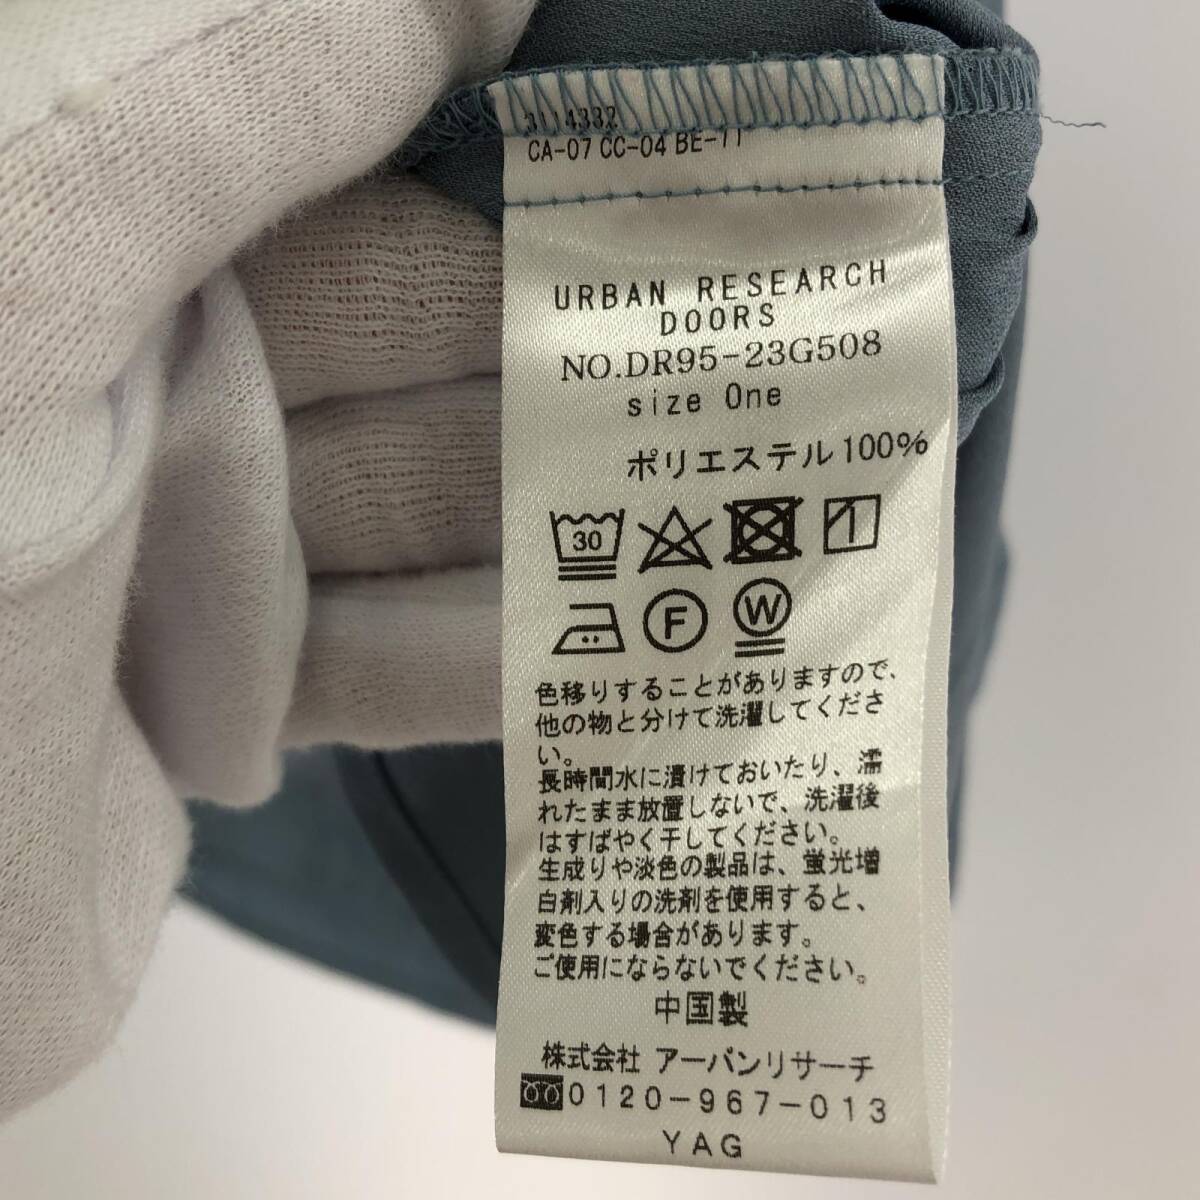 3114332
CA-07 CC-04 BE-11
URBAN RESEARCH
DOORS
NO.DR95-23G508
size One
ポリエステル100%
30
F W
色移りすることがありますので、
他の物と分けて洗濯してくださ
い。
長時間水に漬けておいたり、濡
れたまま放置しないで、洗濯後
はすばやく干してください。
生成りや淡色の製品は、蛍光増
白剤入りの洗剤を使用すると、
変色する場合があります。
ご使用にならないでください。
中国製
株式会社 アーバンリサーチ
0120-967-013
YAG